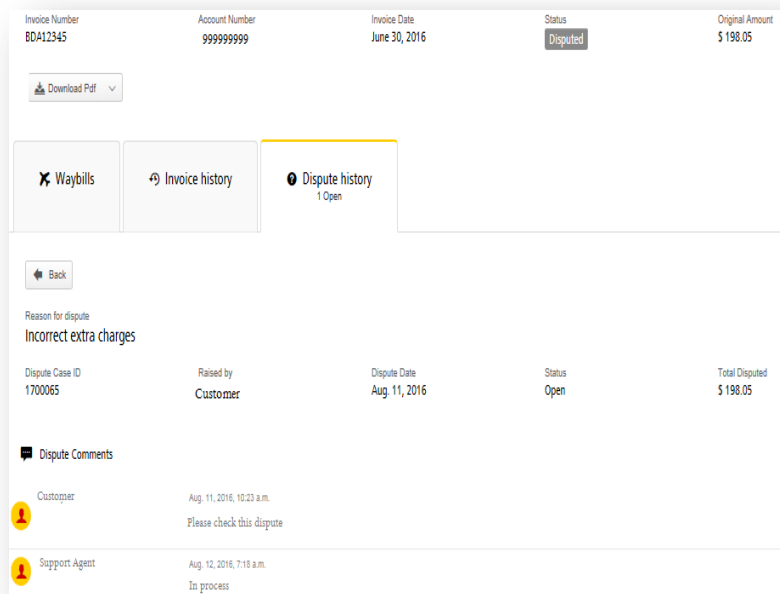 Invoice Number Account Number Invoice Date Status Original Amount
BDA12345 999999999 June 30, 2016 Disputed $ 198.05
Download Pdf
Waybills Invoice history Dispute history
1 Open
Back
Reason for dispute
Incorrect extra charges
Dispute Case ID Raised by Dispute Date Status Total Disputed
1700065 Customer Aug. 11, 2016 Open $ 198.05
Dispute Comments
Customer Aug. 11, 2016, 10:23 a.m.
Please check this dispute
Support Agent Aug. 12, 2016, 7:18 a.m.
In process